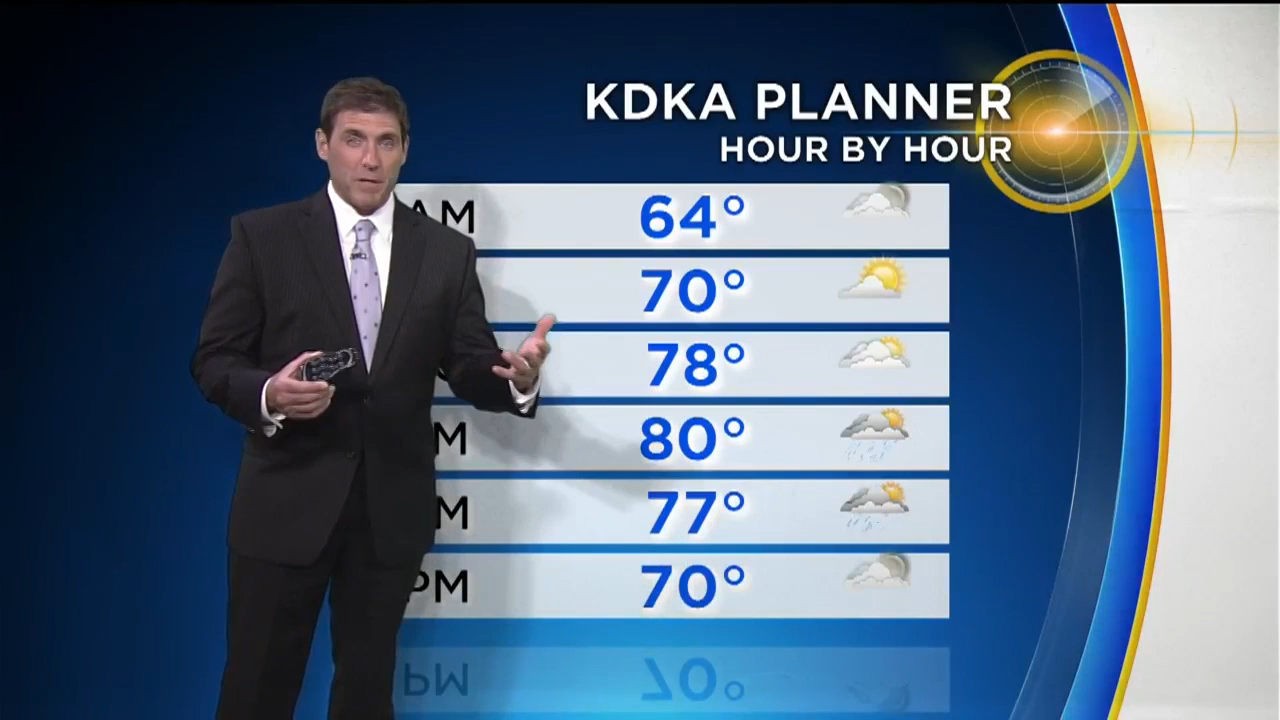 KDKA PLANNER
HOUR BY HOUR
AM 64°
70°
78°
M 80°
M 77°
PM 70°